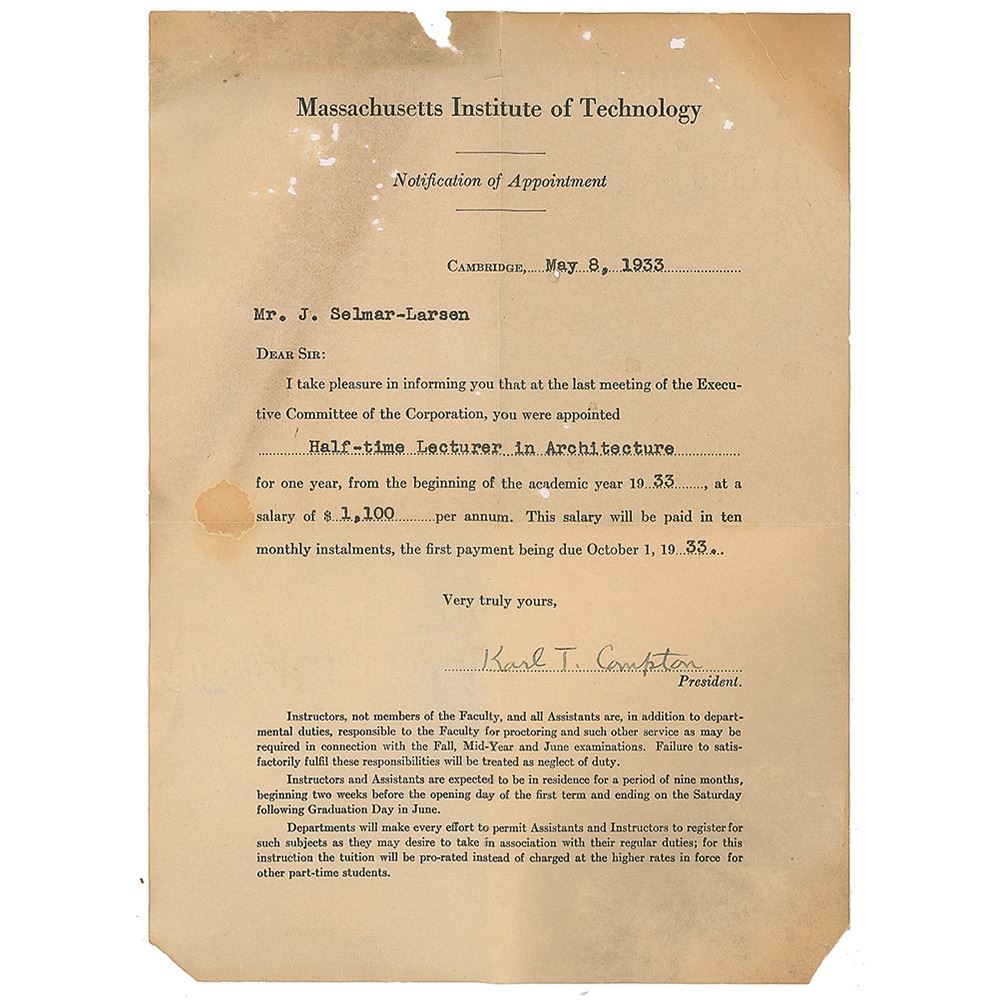 Massachusetts Institute of Technology
Notification of Appointment
CAMBRIDGE, May 8, 1933
Mr. J. Selmar-Larsen
DEAR SIR:
I take pleasure in informing you that at the last meeting of the Execu-
tive Committee of the Corporation, you were appointed
Half-time Lecturer in Architecture
for one year, from the beginning of the academic year 1933, at a
salary of $ 1,100 per annum. This salary will be paid in ten
monthly instalments, the first payment being due October 1, 1933.
Very truly yours,
Karl T. Compton
President.
Instructors, not members of the Faculty, and all Assistants are, in addition to depart-
mental duties, responsible to the Faculty for proctoring and such other service as may be
required in connection with the Fall, Mid-Year and June examinations. Failure to satis-
factorily fulfil these responsibilities will be treated as neglect of duty.
Instructors and Assistants are expected to be in residence for a period of nine months,
beginning two weeks before the opening day of the first term and ending on the Saturday
following Graduation Day in June.
Departments will make every effort to permit Assistants and Instructors to register for
such subjects as they may desire to take in association with their regular duties; for this
instruction the tuition will be pro-rated instead of charged at the higher rates in force for
other part-time students.